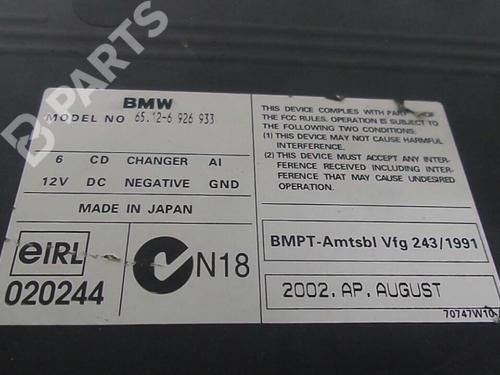 B PARTS
BMW
MODEL NO 65.12-6 926 933
6 CD CHANGER AI
12V DC NEGATIVE GND
MADE IN JAPAN
eiRL
020244
N18
THIS DEVICE COMPLIES WITH PART OF
THE FCC RULES. OPERATION IS SUBJECT TO
THE FOLLOWING TWO CONDITIONS:
(1) THIS DEVICE MAY NOT CAUSE HARMFUL
INTERFERENCE.
(2) THIS DEVICE MUST ACCEPT ANY INTER-
FERENCE RECEIVED INCLUDING INTER-
FERENCE THAT MAY CAUSE UNDESIRED
OPERATION.
BMPT-Amtsbl Vfg 243/1991
2002. AP. AUGUST
70747W10